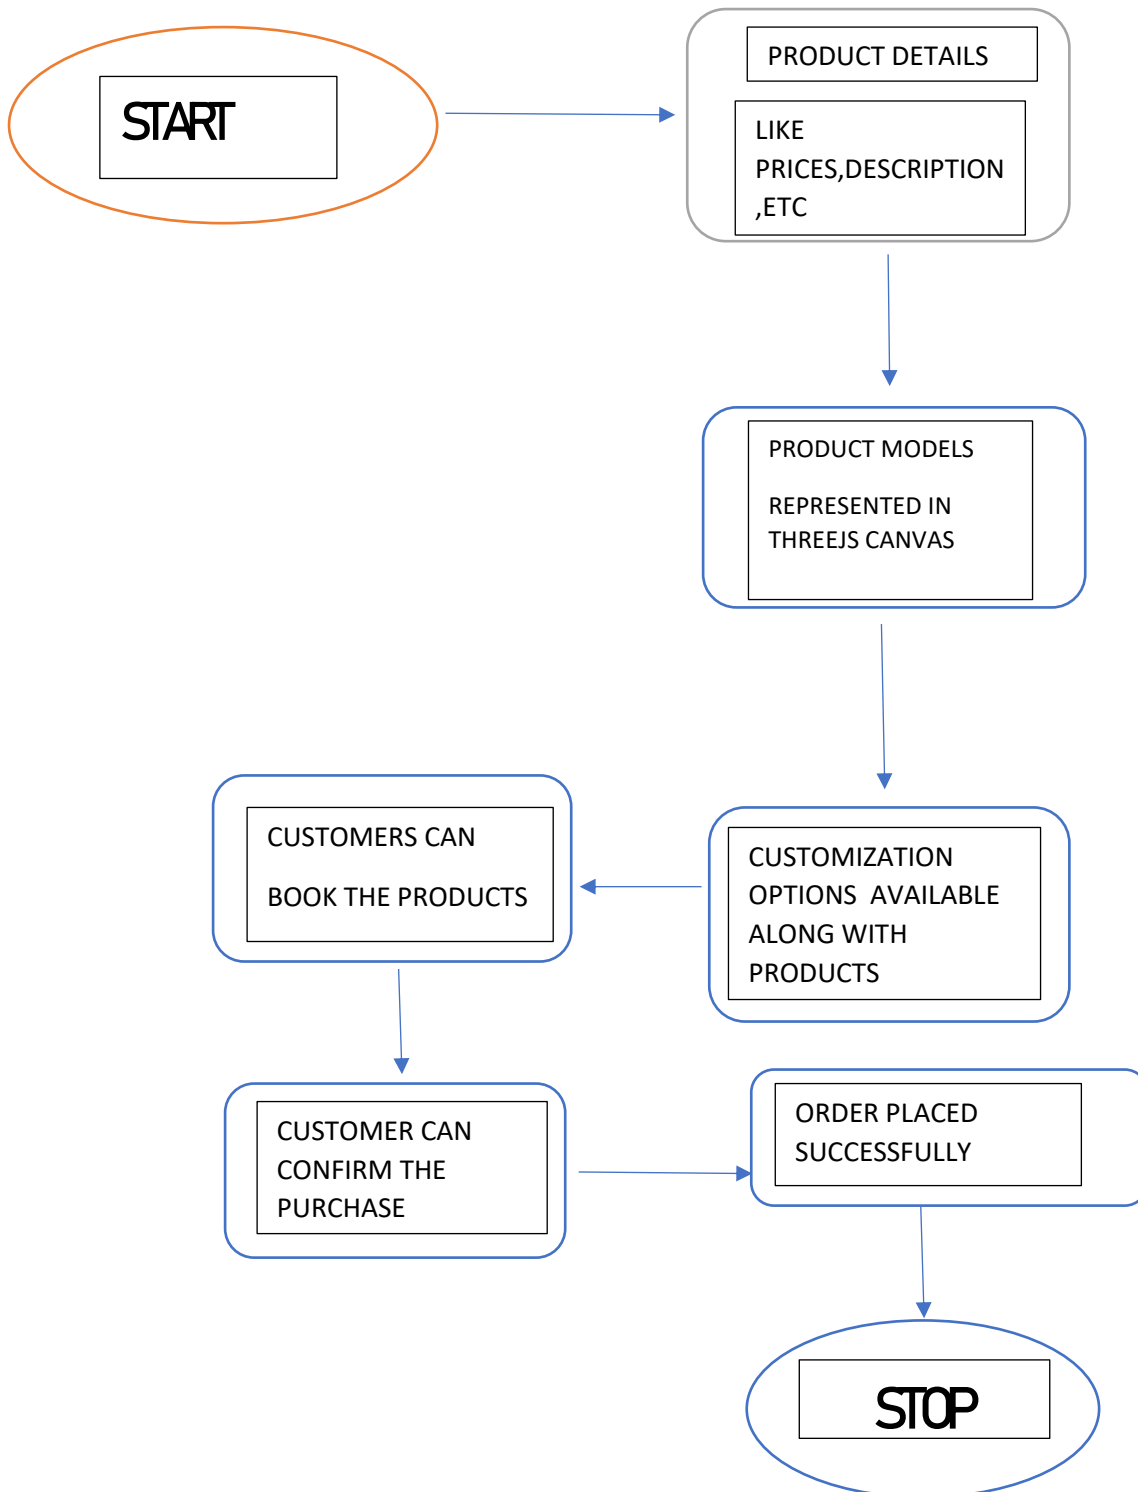 START
PRODUCT DETAILS
LIKE
PRICES,DESCRIPTION
,ETC
PRODUCT MODELS
REPRESENTED IN
THREEJS CANVAS
CUSTOMIZATION
OPTIONS  AVAILABLE
ALONG WITH
PRODUCTS
CUSTOMERS CAN
BOOK THE PRODUCTS
CUSTOMER CAN
CONFIRM THE
PURCHASE
ORDER PLACED
SUCCESSFULLY
STOP